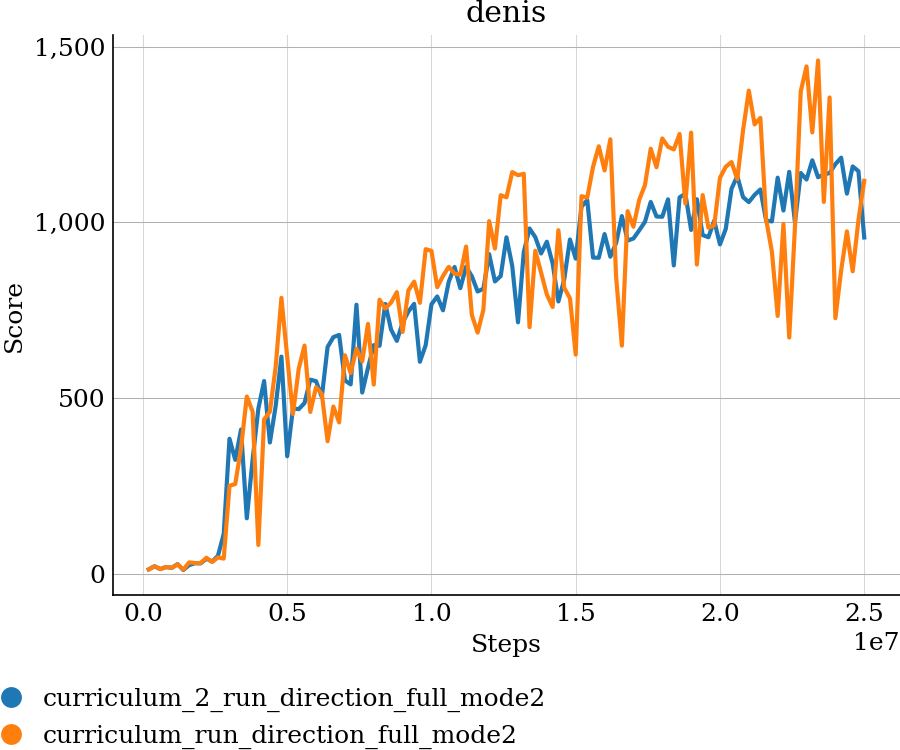 denis
1,500
1,000
500
0
Score
0.0 0.5 1.0 1.5 2.0 2.5
1e7
Steps
curriculum_2_run_direction_full_mode2
curriculum_run_direction_full_mode2